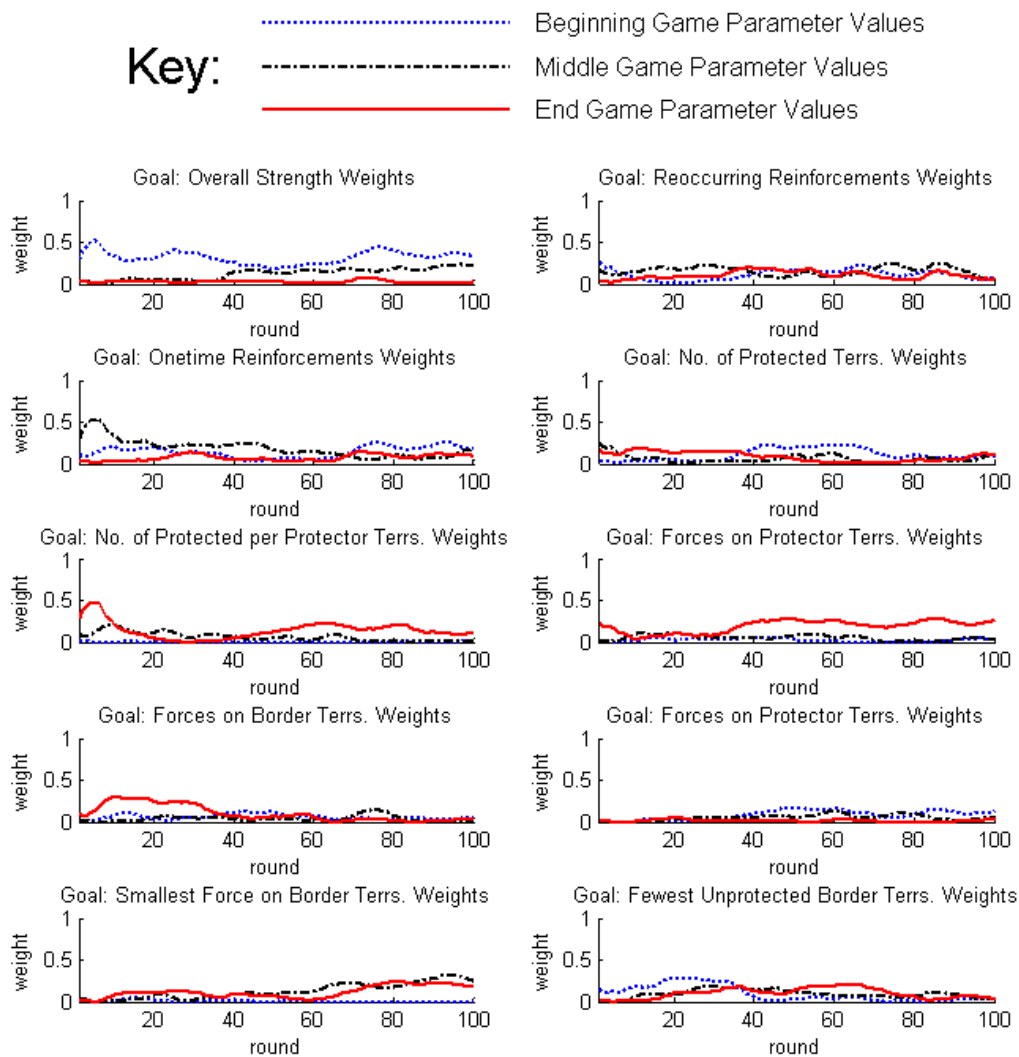 Key:
Beginning Game Parameter Values
Middle Game Parameter Values
End Game Parameter Values
Goal: Overall Strength Weights
1
0.5
0
weight
20 40 60 80 100
round
Goal: Reoccurring Reinforcements Weights
1
0.5
0
weight
20 40 60 80 100
round
Goal: Onetime Reinforcements Weights
1
0.5
0
weight
20 40 60 80 100
round
Goal: No. of Protected Terrs. Weights
1
0.5
0
weight
20 40 60 80 100
round
Goal: No. of Protected per Protector Terrs. Weights
1
0.5
0
weight
20 40 60 80 100
round
Goal: Forces on Protector Terrs. Weights
1
0.5
0
weight
20 40 60 80 100
round
Goal: Forces on Border Terrs. Weights
1
0.5
0
weight
20 40 60 80 100
round
Goal: Forces on Protector Terrs. Weights
1
0.5
0
weight
20 40 60 80 100
round
Goal: Smallest Force on Border Terrs. Weights
1
0.5
0
weight
20 40 60 80 100
round
Goal: Fewest Unprotected Border Terrs. Weights
1
0.5
0
weight
20 40 60 80 100
round